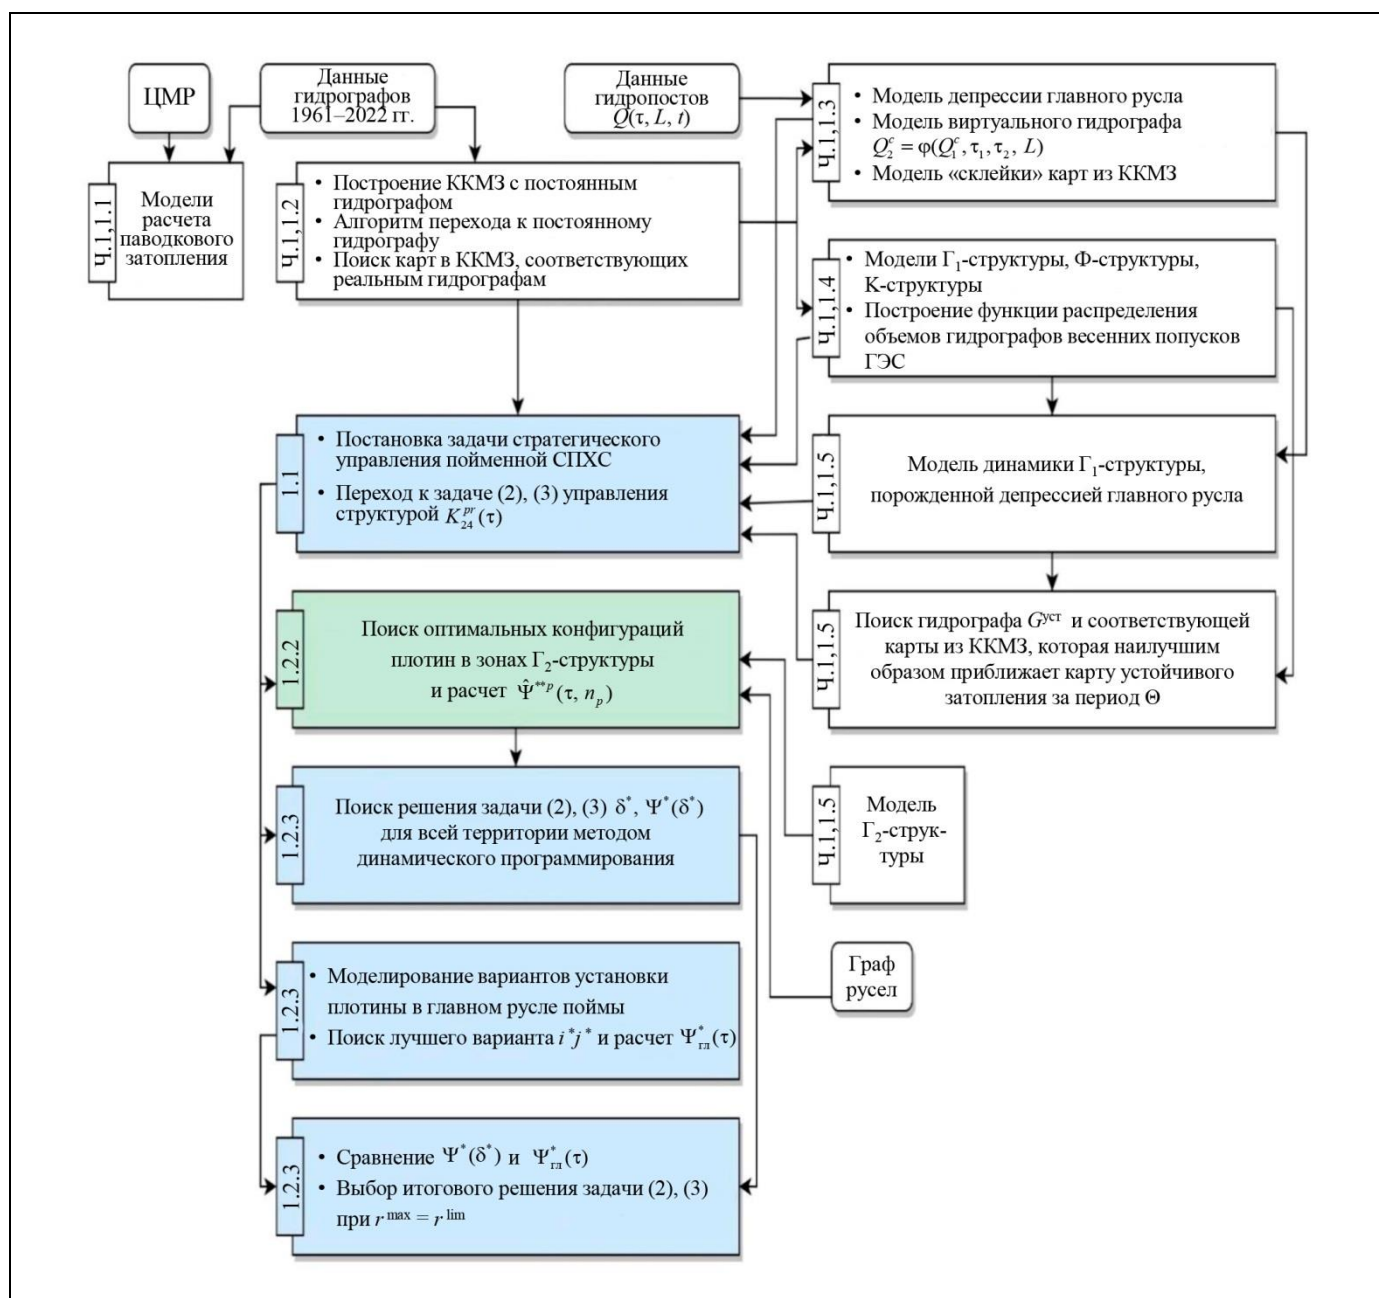 ЦМР
Данные
гидрографов
1961–2022 гг.
Данные
гидропостов
Q(τ, L, t)
Ч.1,1.3
• Модель депрессии главного русла
• Модель виртуального гидрографа
Q₂ᶜ = φ(Q₁ᶜ, τ₁, τ₂, L)
• Модель «склейки» карт из ККМЗ
Ч.1,1.1
Модели
расчета
паводкового
затопления
Ч.1,1.2
• Построение ККМЗ с постоянным
гидрографом
• Алгоритм перехода к постоянному
гидрографу
• Поиск карт в ККМЗ, соответствующих
реальным гидрографам
Ч.1,1.4
• Модели Г₁-структуры, Ф-структуры,
К-структуры
• Построение функции распределения
объемов гидрографов весенних попусков
ГЭС
1.1
• Постановка задачи стратегического
управления пойменной СПХС
• Переход к задаче (2), (3) управления
структурой K₂₄ᵖʳ(τ)
Ч.1,1.5
Модель динамики Г₁-структуры,
порожденной депрессией главного русла
1.2.2
Поиск оптимальных конфигураций
плотин в зонах Г₂-структуры
и расчет Ψ̂**ᵖ(τ, nₚ)
Ч.1,1.5
Поиск гидрографа Gʸᶜᵀ и соответствующей
карты из ККМЗ, которая наилучшим
образом приближает карту устойчивого
затопления за период Θ
1.2.3
Поиск решения задачи (2), (3) δ*, Ψ*(δ*)
для всей территории методом
динамического программирования
Ч.1,1.5
Модель
Г₂-струк-
туры
1.2.3
• Моделирование вариантов установки
плотины в главном русле поймы
• Поиск лучшего варианта i*j* и расчет Ψ*гл(τ)
Граф
русел
1.2.3
• Сравнение Ψ*(δ*) и Ψ*гл(τ)
• Выбор итогового решения задачи (2), (3)
при rᵐᵃˣ = rˡⁱᵐ